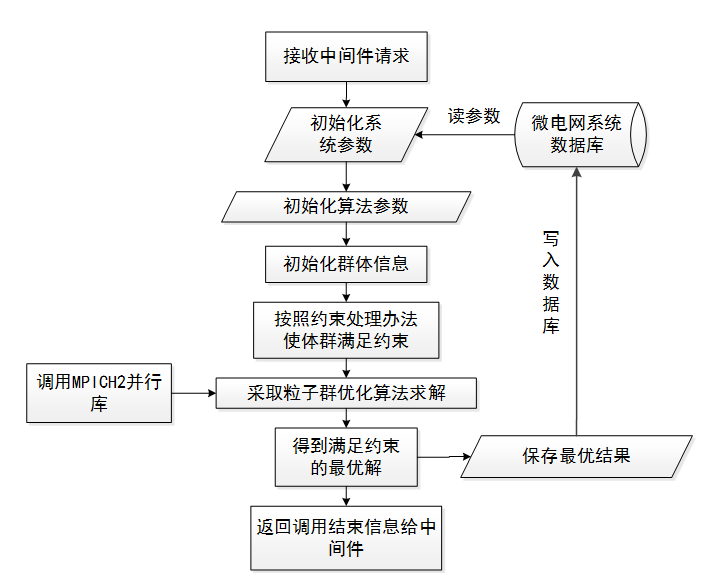 接收中间件请求
初始化系
统参数
读参数
微电网系统
数据库
初始化算法参数
写
入
数
据
库
初始化群体信息
按照约束处理办法
使体群满足约束
调用MPICH2并行
库
采取粒子群优化算法求解
得到满足约束
的最优解
保存最优结果
返回调用结束信息给中
间件